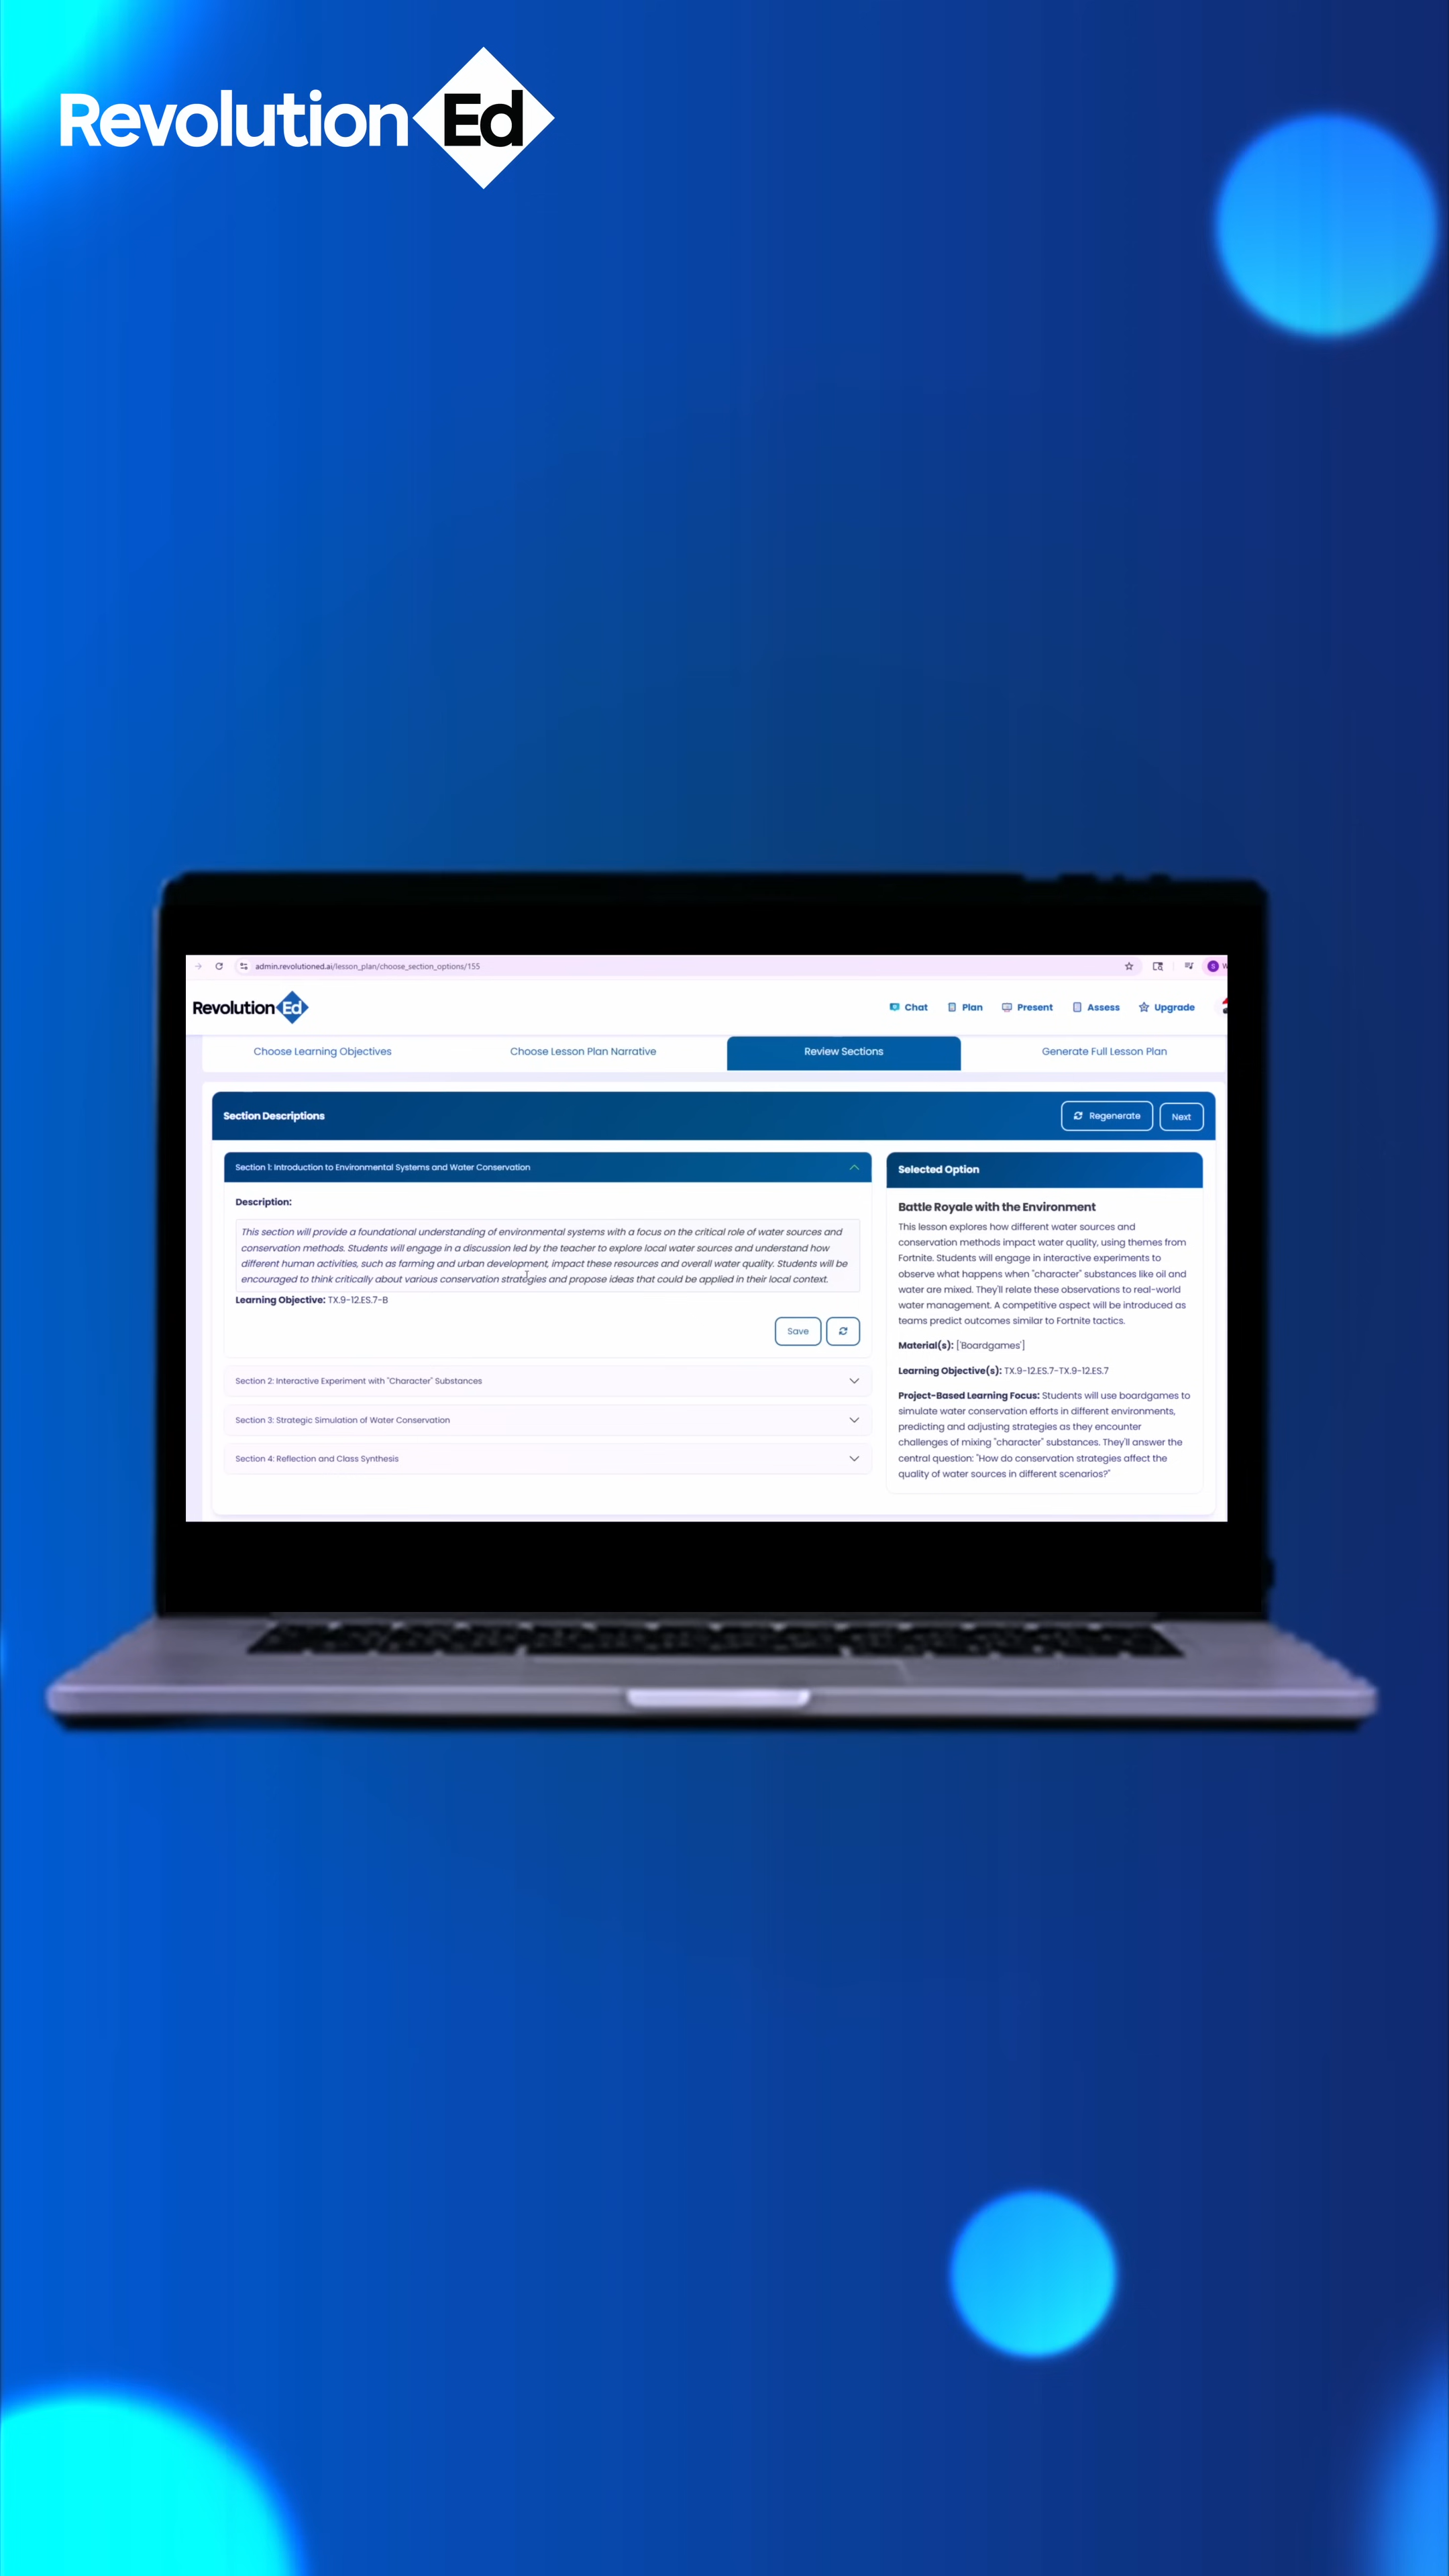 Revolution Ed
admin.revolutioned.ai/lesson_plan/choose_section_options/155
S
Revolution Ed
Chat
Plan
Present
Assess
Upgrade
Choose Learning Objectives
Choose Lesson Plan Narrative
Review Sections
Generate Full Lesson Plan
Section Descriptions
Regenerate
Next
Section 1: Introduction to Environmental Systems and Water Conservation
Description:
This section will provide a foundational understanding of environmental systems with a focus on the critical role of water sources and
conservation methods. Students will engage in a discussion led by the teacher to explore local water sources and understand how
different human activities, such as farming and urban development, impact these resources and overall water quality. Students will be
encouraged to think critically about various conservation strategies and propose ideas that could be applied in their local context.
Learning Objective: TX.9-12.ES.7-B
Save
Section 2: Interactive Experiment with "Character" Substances
Section 3: Strategic Simulation of Water Conservation
Section 4: Reflection and Class Synthesis
Selected Option
Battle Royale with the Environment
This lesson explores how different water sources and
conservation methods impact water quality, using themes from
Fortnite. Students will engage in interactive experiments to
observe what happens when "character" substances like oil and
water are mixed. They'll relate these observations to real-world
water management. A competitive aspect will be introduced as
teams predict outcomes similar to Fortnite tactics.
Material(s): ['Boardgames']
Learning Objective(s): TX.9-12.ES.7-TX.9-12.ES.7
Project-Based Learning Focus: Students will use boardgames to
simulate water conservation efforts in different environments,
predicting and adjusting strategies as they encounter
challenges of mixing "character" substances. They'll answer the
central question: "How do conservation strategies affect the
quality of water sources in different scenarios?"